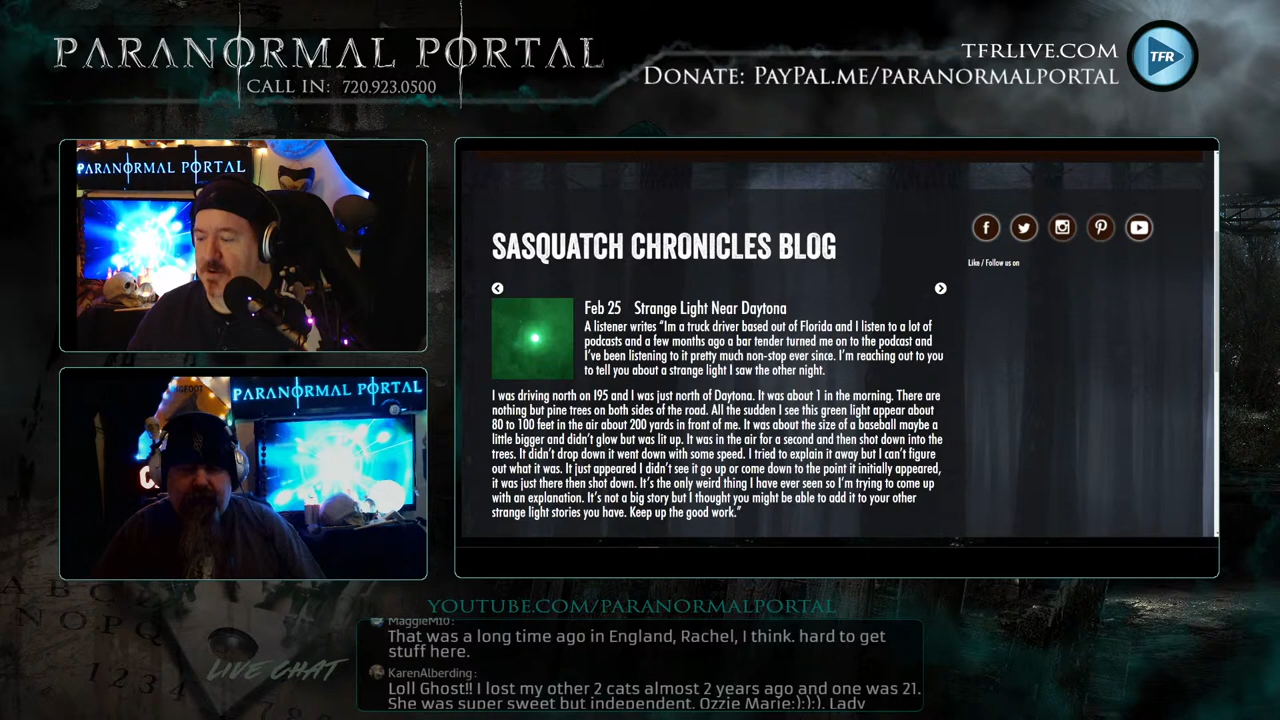 PARANORMAL PORTAL
CALL IN: 720.923.0500
TFRLIVE.COM
DONATE: PAYPAL.ME/PARANORMALPORTAL
TFR
PARANORMAL PORTAL
BIGFOOT
PARANORMAL PORTAL
SASQUATCH CHRONICLES BLOG
Like / Follow us on
Feb 25 Strange Light Near Daytona
A listener writes “Im a truck driver based out of Florida and I listen to a lot of
podcasts and a few months ago a bar tender turned me on to the podcast and
I’ve been listening to it pretty much non-stop ever since. I’m reaching out to you
to tell you about a strange light I saw the other night.
I was driving north on I95 and I was just north of Daytona. It was about 1 in the morning. There are
nothing but pine trees on both sides of the road. All the sudden I see this green light appear about
80 to 100 feet in the air about 200 yards in front of me. It was about the size of a baseball maybe a
little bigger and didn’t glow but was lit up. It was in the air for a second and then shot down into the
trees. It didn’t drop down it went down with some speed. I tried to explain it away but I can’t figure
out what it was. It just appeared I didn’t see it go up or come down to the point it initially appeared,
it was just there then shot down. It’s the only weird thing I have ever seen so I’m trying to come up
with an explanation. It’s not a big story but I thought you might be able to add it to your other
strange light stories you have. Keep up the good work.”
YOUTUBE.COM/PARANORMALPORTAL
LIVE CHAT
A B C
N O P Q
1 2 3 4
MaggieM10:
That was a long time ago in England, Rachel, I think. hard to get
stuff here.
KarenAlberding:
Loll Ghost!! I lost my other 2 cats almost 2 years ago and one was 21.
She was super sweet but independent. Ozzie Marie:):):). Lady